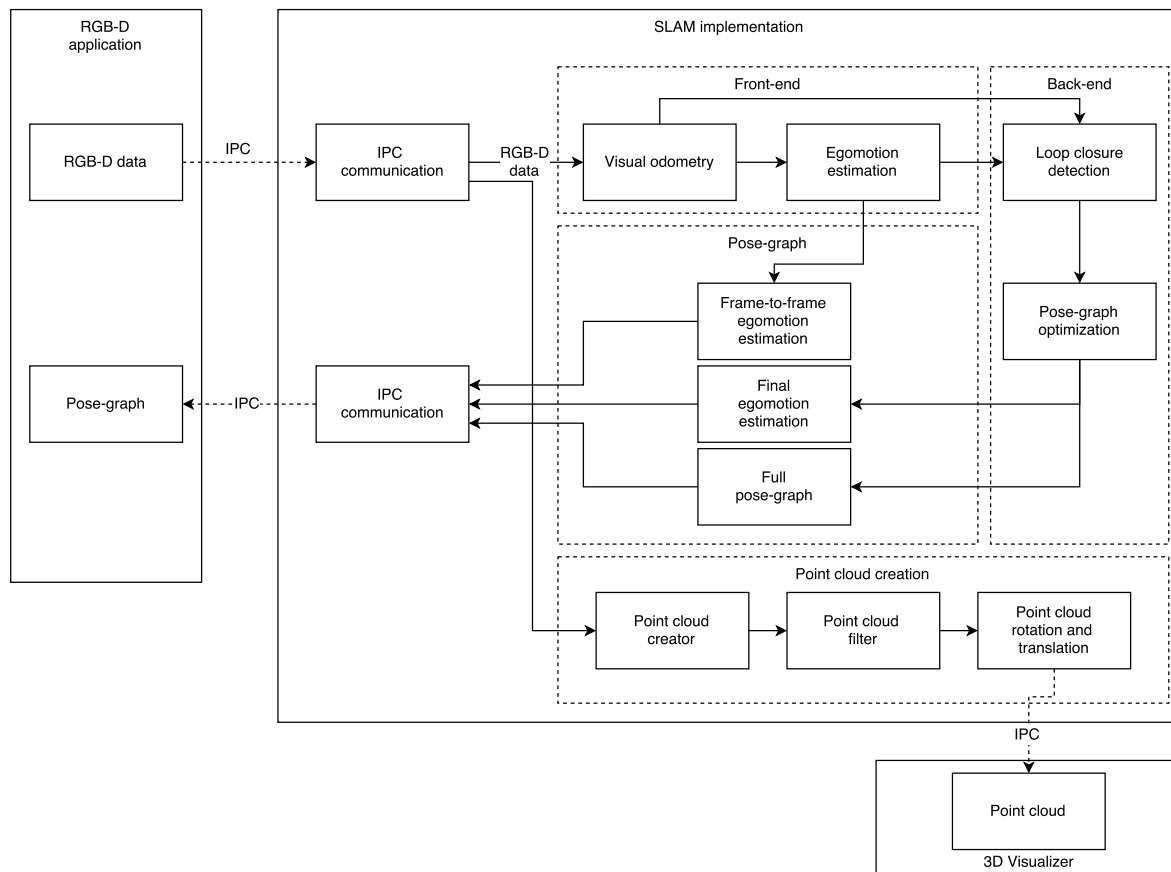 RGB-D
application
SLAM implementation
Front-end
Back-end
RGB-D data
IPC
IPC
communication
RGB-D
data
Visual odometry
Egomotion
estimation
Loop closure
detection
Pose-graph
Frame-to-frame
egomotion
estimation
Pose-graph
optimization
Pose-graph
IPC
IPC
communication
Final
egomotion
estimation
Full
pose-graph
Point cloud creation
Point cloud
creator
Point cloud
filter
Point cloud
rotation and
translation
IPC
Point cloud
3D Visualizer